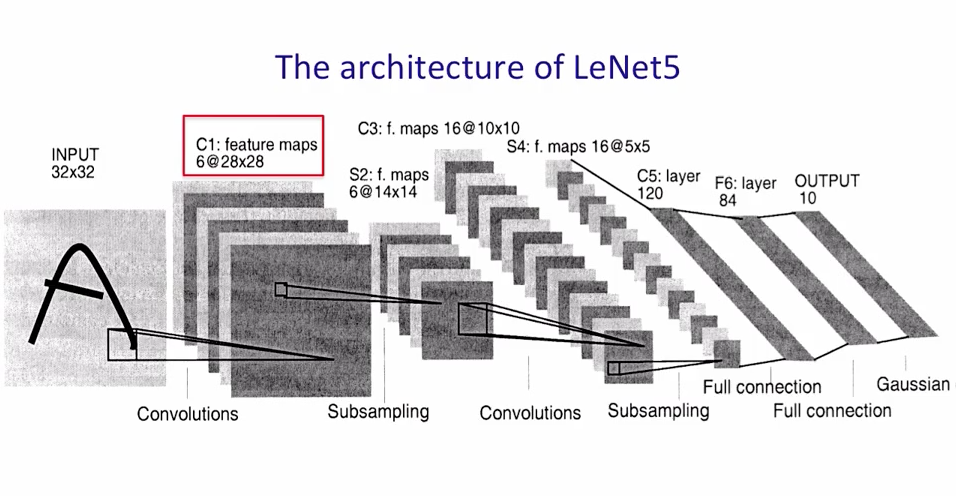 The architecture of LeNet5
INPUT
32x32
C1: feature maps
6@28x28
S2: f. maps
6@14x14
C3: f. maps 16@10x10
S4: f. maps 16@5x5
C5: layer
120
F6: layer
84
OUTPUT
10
A
Convolutions
Subsampling
Convolutions
Subsampling
Full connection
Full connection
Gaussian